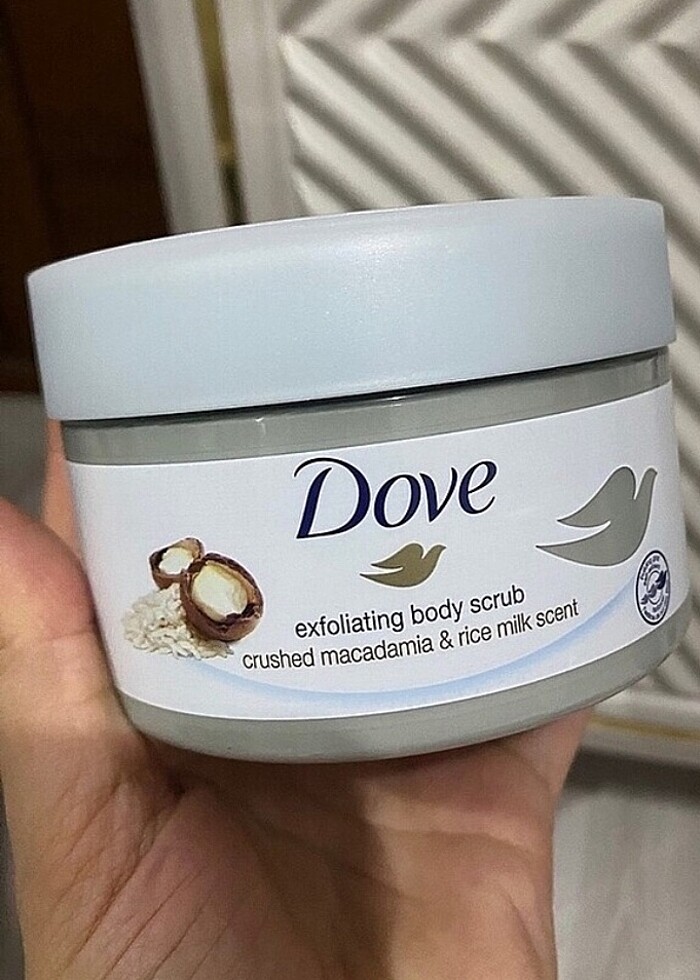 Dove
exfoliating body scrub
crushed macadamia & rice milk scent